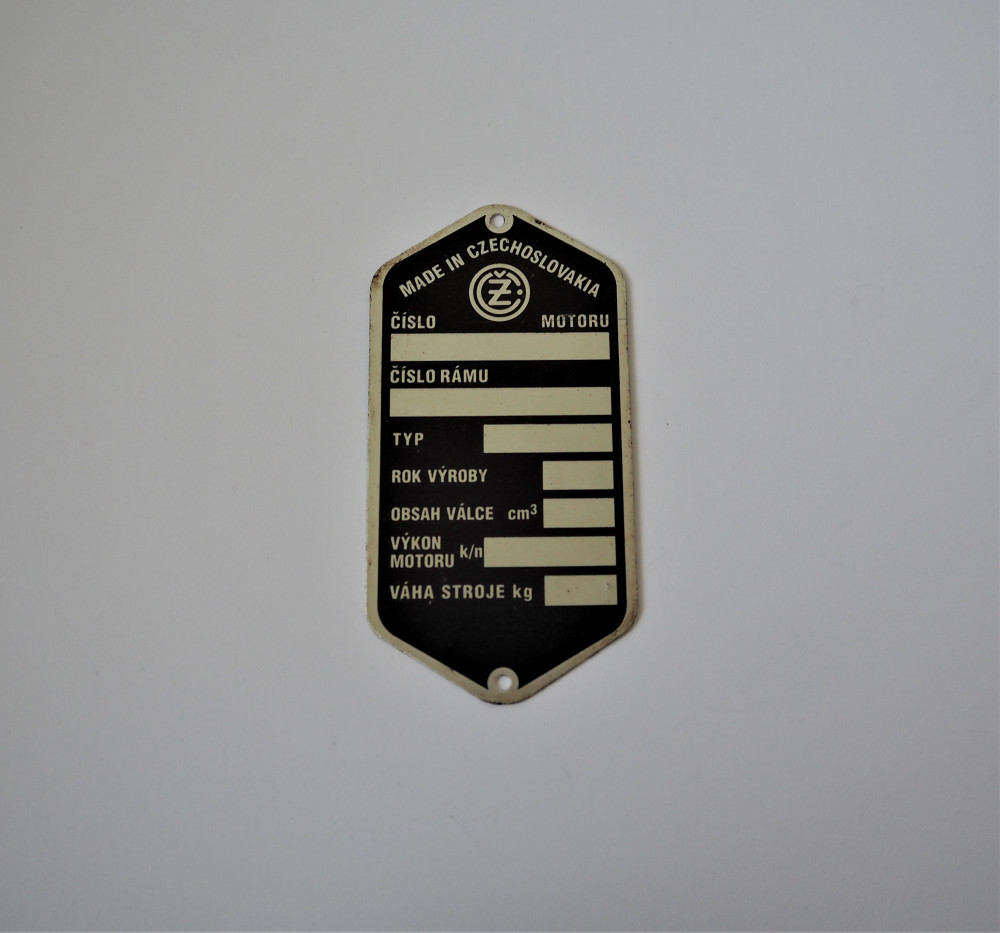 MADE IN CZECHOSLOVAKIA
ČZ
ČÍSLO MOTORU
ČÍSLO RÁMU
TYP
ROK VÝROBY
OBSAH VÁLCE cm³
VÝKON
MOTORU k/n
VÁHA STROJE kg